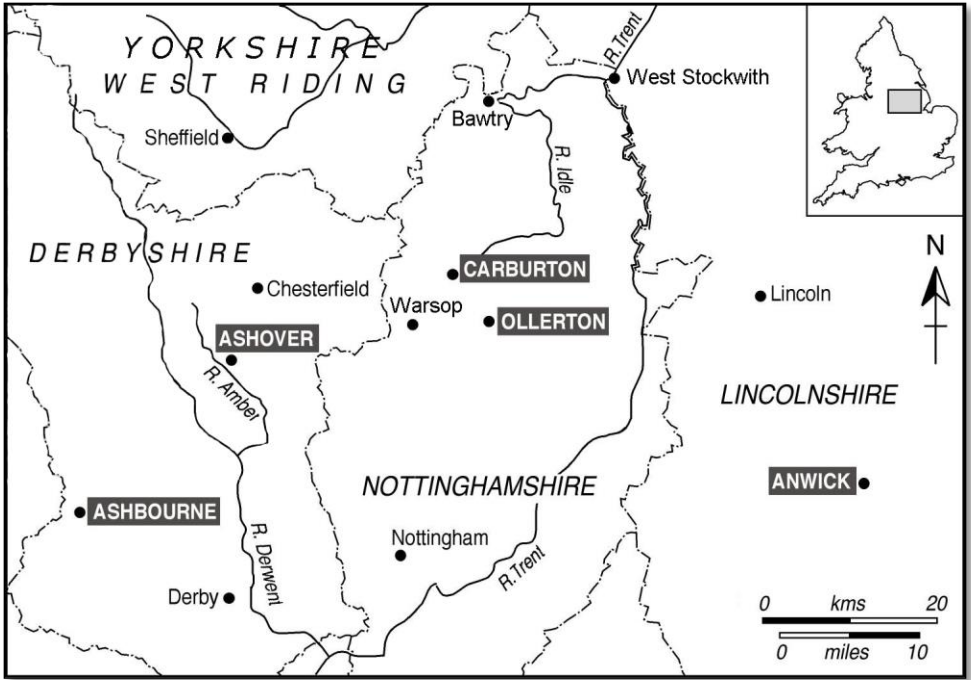 YORKSHIRE
WEST RIDING
R. Trent
West Stockwith
Bawtry
Sheffield
R. Idle
DERBYSHIRE
CARBURTON
N
Chesterfield
Lincoln
Warsop
OLLERTON
ASHOVER
R. Amber
LINCOLNSHIRE
NOTTINGHAMSHIRE
ANWICK
ASHBOURNE
R. Derwent
Nottingham
R.Trent
Derby
0 kms 20
0 miles 10